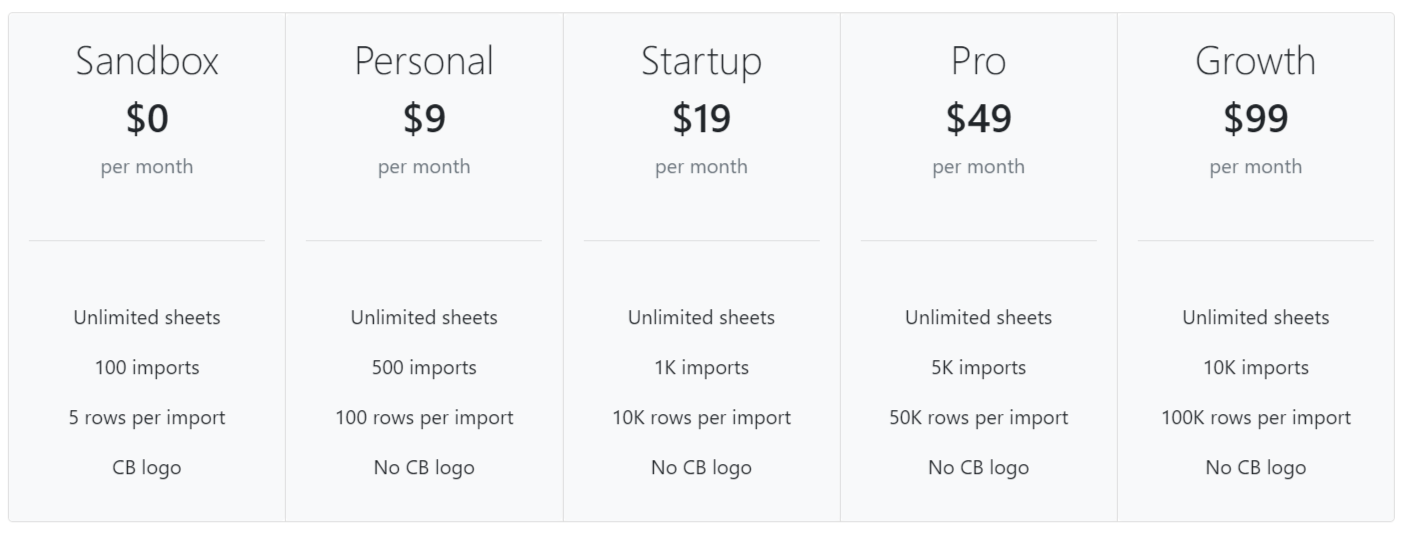 Sandbox
$0
per month
Unlimited sheets
100 imports
5 rows per import
CB logo
Personal
$9
per month
Unlimited sheets
500 imports
100 rows per import
No CB logo
Startup
$19
per month
Unlimited sheets
1K imports
10K rows per import
No CB logo
Pro
$49
per month
Unlimited sheets
5K imports
50K rows per import
No CB logo
Growth
$99
per month
Unlimited sheets
10K imports
100K rows per import
No CB logo